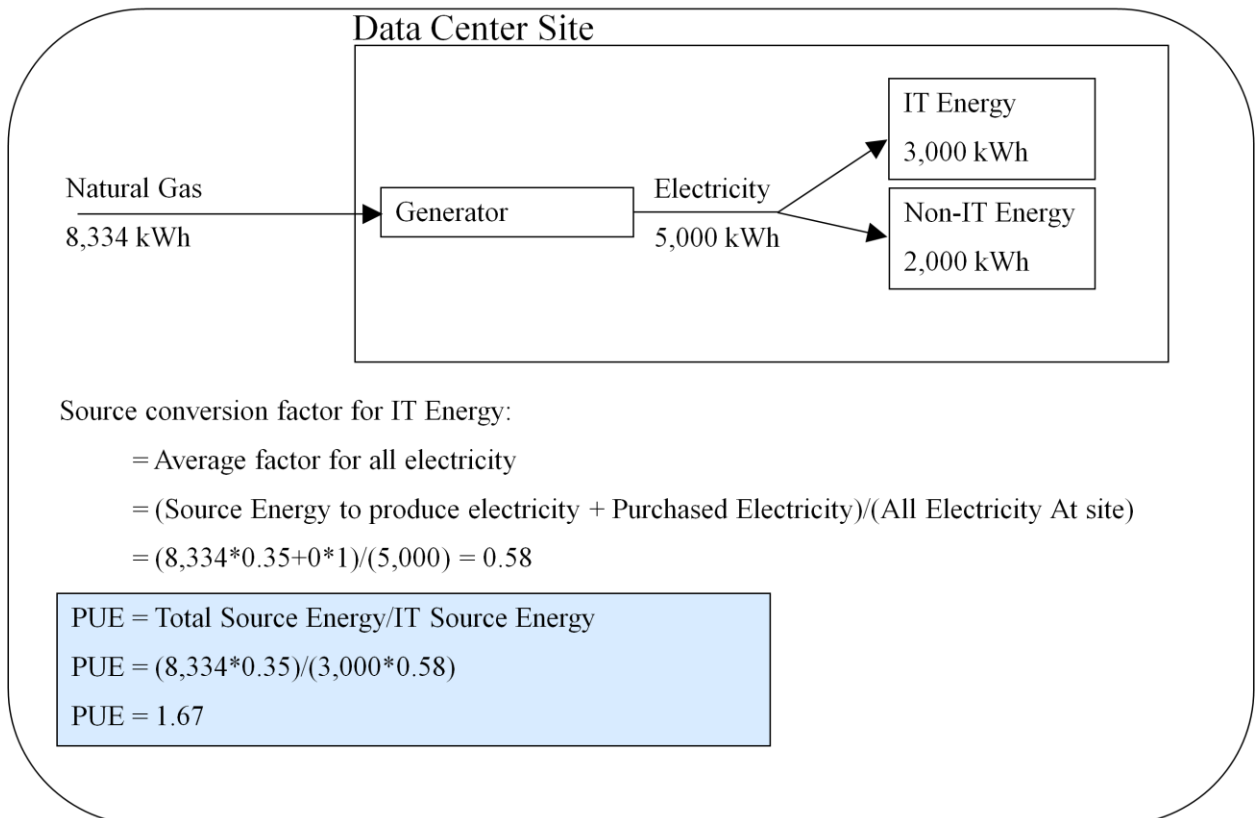 Data Center Site
IT Energy
3,000 kWh
Natural Gas
8,334 kWh
Generator
Electricity
5,000 kWh
Non-IT Energy
2,000 kWh
Source conversion factor for IT Energy:
= Average factor for all electricity
= (Source Energy to produce electricity + Purchased Electricity)/(All Electricity At site)
= (8,334*0.35+0*1)/(5,000) = 0.58
PUE = Total Source Energy/IT Source Energy
PUE = (8,334*0.35)/(3,000*0.58)
PUE = 1.67